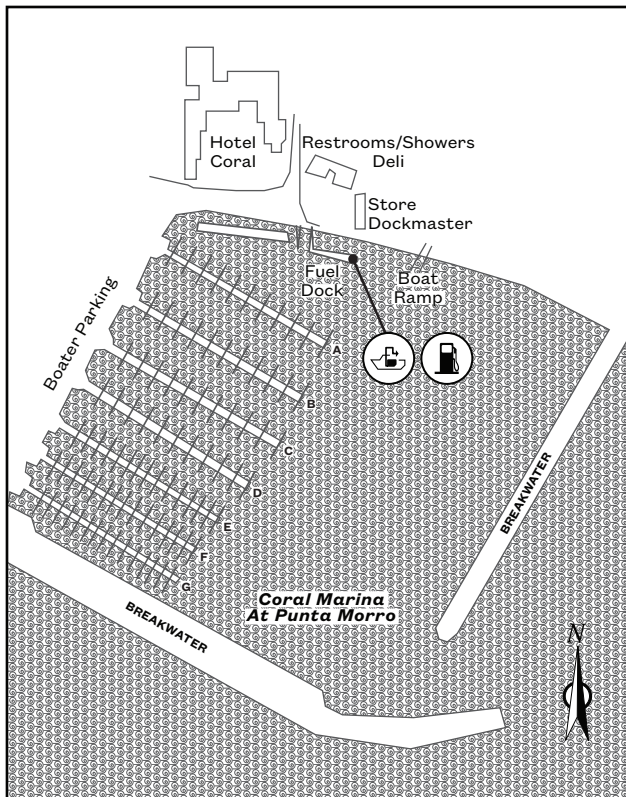 Hotel
Coral
Restrooms/Showers
Deli
Store
Dockmaster
Fuel
Dock
Boat
Ramp
Boater Parking
A
B
C
D
E
F
G
BREAKWATER
BREAKWATER
Coral Marina
At Punta Morro
N